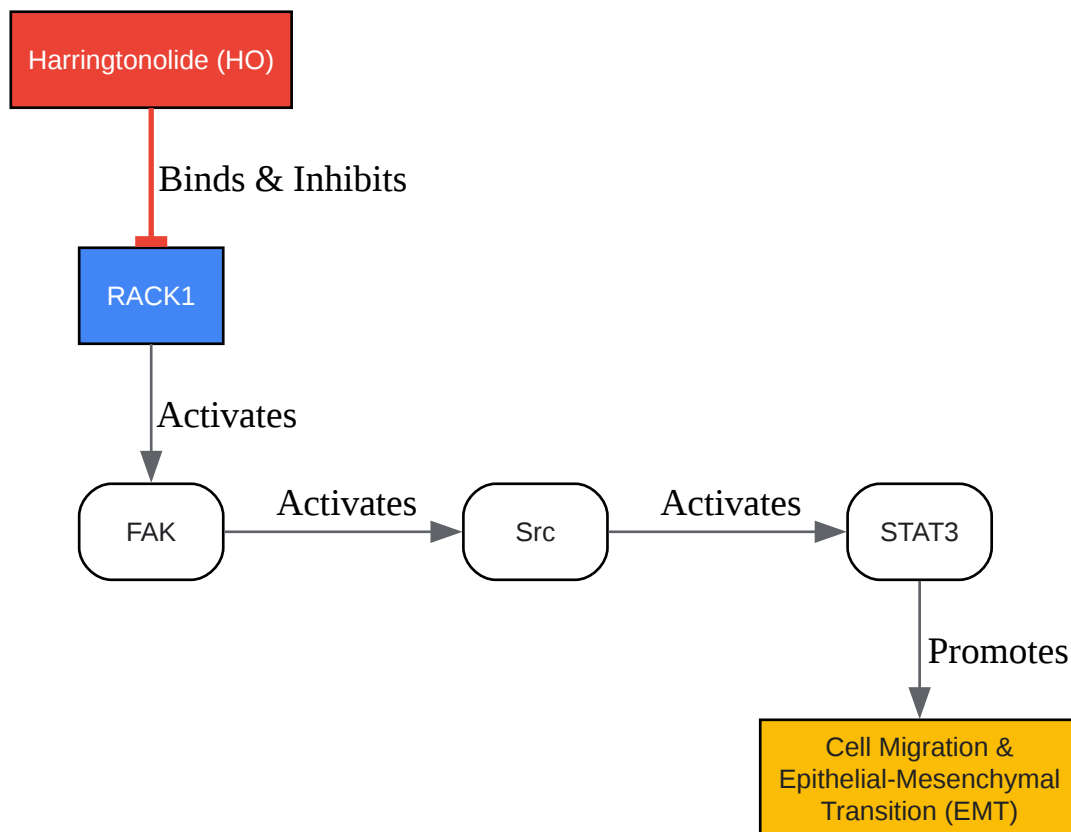 Harringtonolide (HO)
Binds & Inhibits
RACK1
Activates
FAK
Activates
Src
Activates
STAT3
Promotes
Cell Migration &
Epithelial-Mesenchymal
Transition (EMT)